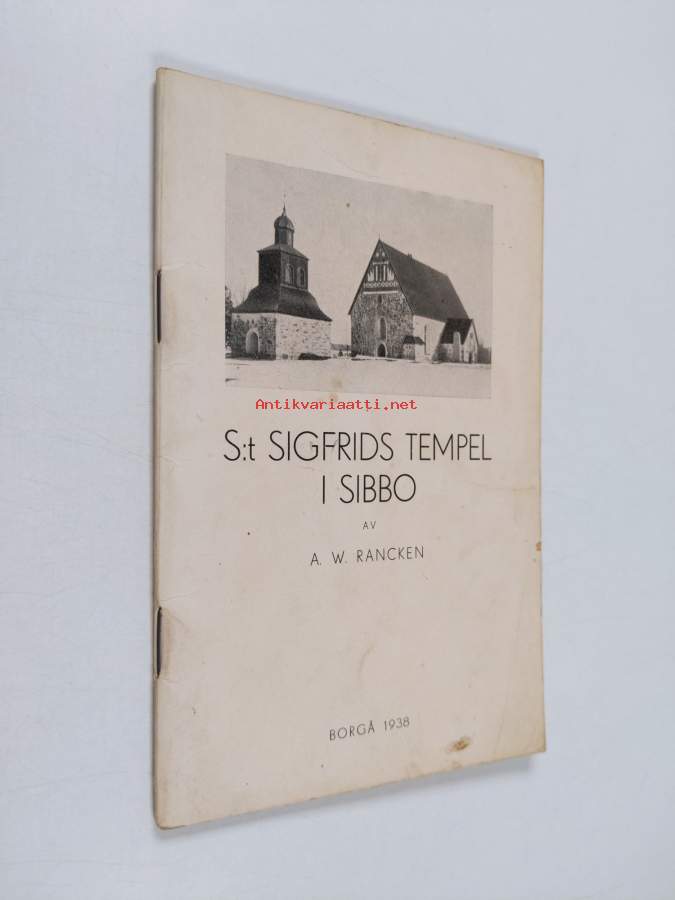 Antikvariaatti.net
S:t SIGFRIDS TEMPEL
I SIBBO
AV
A. W. RANCKEN
BORGÅ 1938